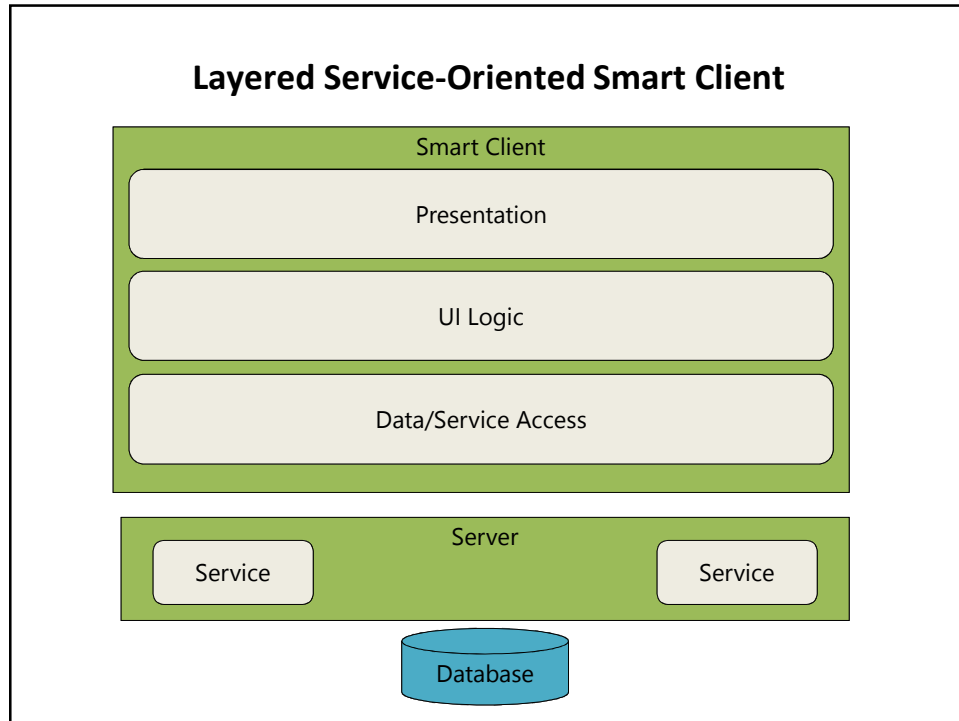 Layered Service-Oriented Smart Client
Smart Client
Presentation
UI Logic
Data/Service Access
Server
Service
Service
Database